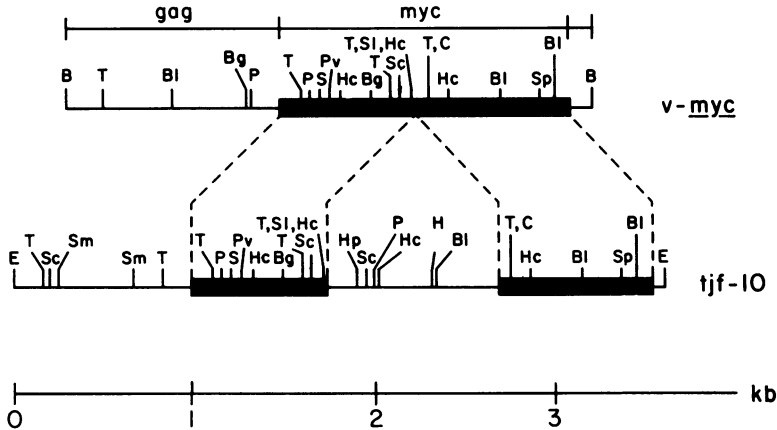 gag myc
T,Sl,Hc T,C Bl
Bg T Pv T Sc
B T Bl P P S Hc Bg Hc Bl Sp B
v-myc
T,Sl,Hc P H T,C Bl
T Sm T Pv T Sc Hp Hc
E Sc Sm T P S Hc Bg Sc Bl Hc Bl Sp E
tjf-10
kb
0 1 2 3